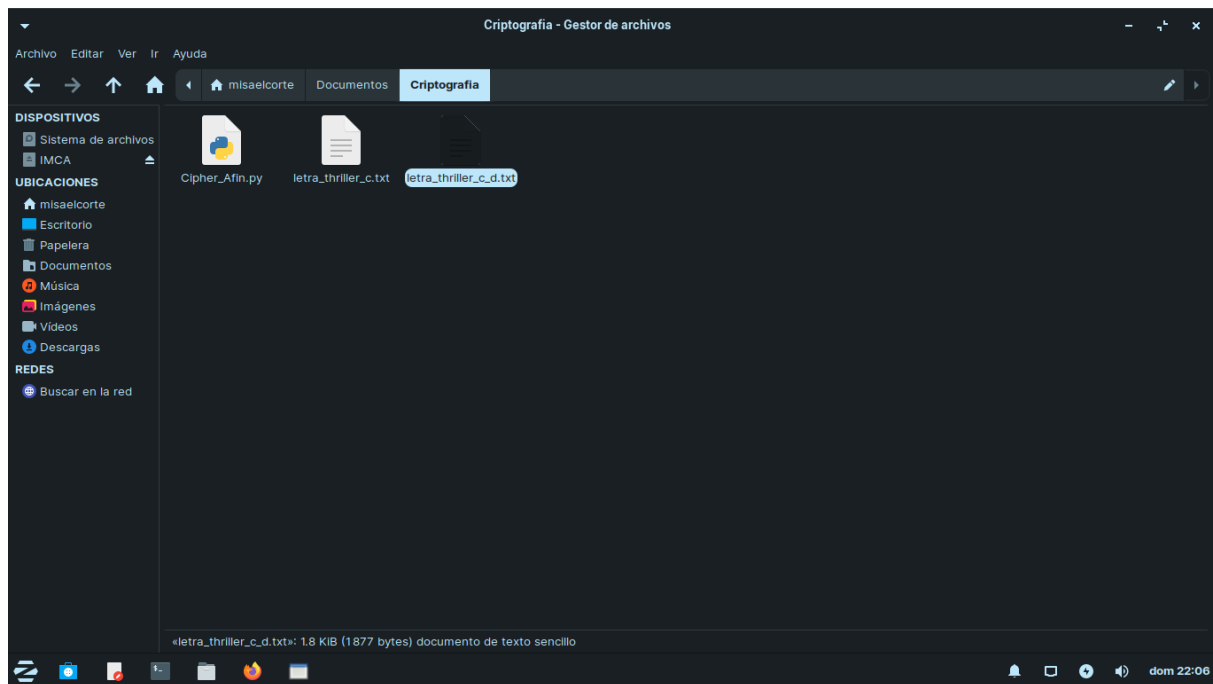 Criptografia - Gestor de archivos
Archivo Editar Ver Ir Ayuda
misaelcorte Documentos Criptografia
DISPOSITIVOS
Sistema de archivos
IMCA
UBICACIONES
misaelcorte
Escritorio
Papelera
Documentos
Música
Imágenes
Vídeos
Descargas
REDES
Buscar en la red
Cipher_Afin.py letra_thriller_c.txt letra_thriller_c_d.txt
«letra_thriller_c_d.txt»: 1.8 KiB (1877 bytes) documento de texto sencillo
dom 22:06